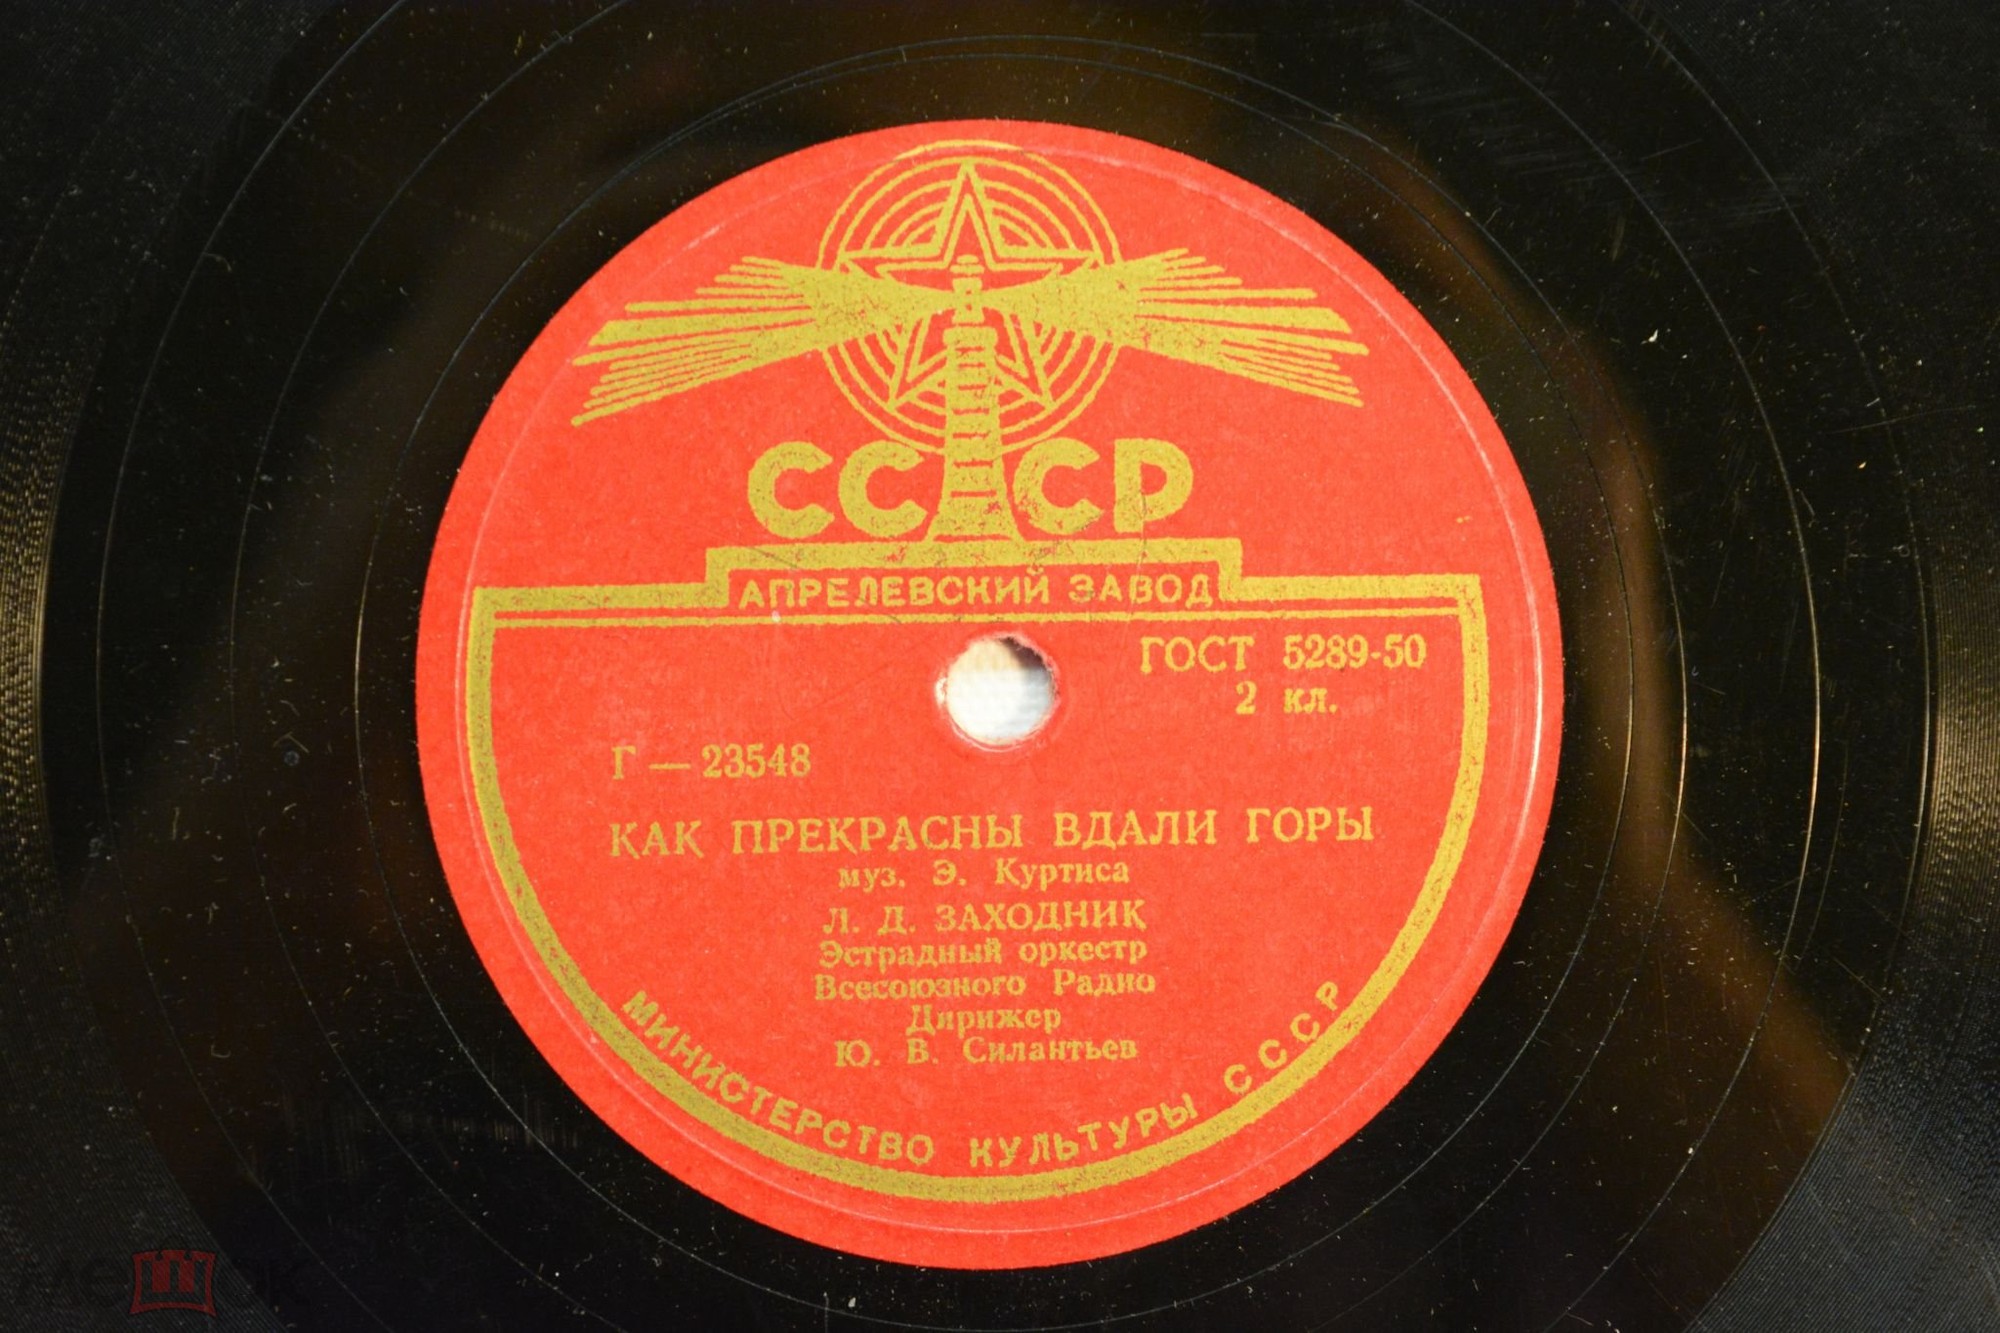 СССР
АПРЕЛЕВСКИЙ ЗАВОД
ГОСТ 5289-50
2 кл.
Г — 23548
КАК ПРЕКРАСНЫ ВДАЛИ ГОРЫ
муз. Э. Куртиса
Л. Д. ЗАХОДНИК
Эстрадный оркестр
Всесоюзного Радио
Дирижер
Ю. В. Силантьев
МИНИСТЕРСТВО КУЛЬТУРЫ СССР
мешок